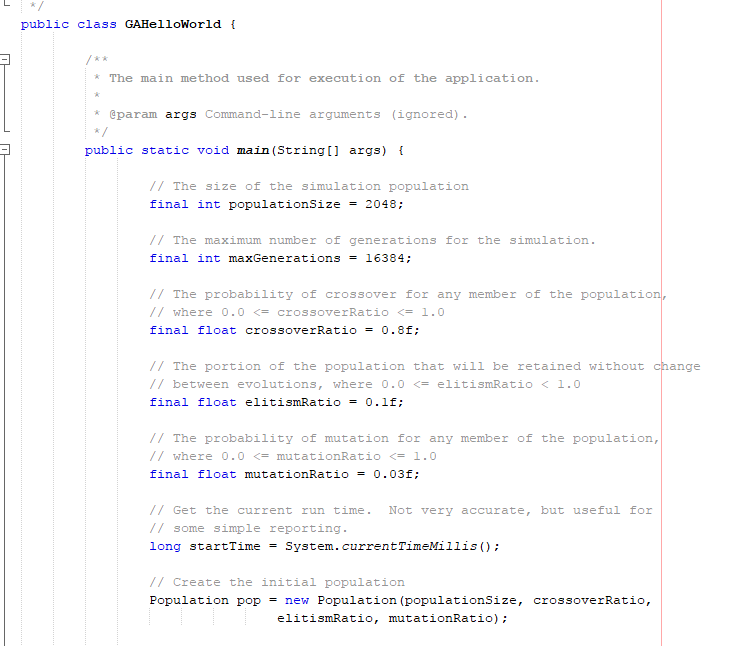 */
public class GAHelloWorld {
/**
* The main method used for execution of the application.
*
* @param args Command-line arguments (ignored).
*/
public static void main(String[] args) {
// The size of the simulation population
final int populationSize = 2048;
// The maximum number of generations for the simulation.
final int maxGenerations = 16384;
// The probability of crossover for any member of the population,
// where 0.0 <= crossoverRatio <= 1.0
final float crossoverRatio = 0.8f;
// The portion of the population that will be retained without change
// between evolutions, where 0.0 <= elitismRatio < 1.0
final float elitismRatio = 0.1f;
// The probability of mutation for any member of the population,
// where 0.0 <= mutationRatio <= 1.0
final float mutationRatio = 0.03f;
// Get the current run time.  Not very accurate, but useful for
// some simple reporting.
long startTime = System.currentTimeMillis();
// Create the initial population
Population pop = new Population(populationSize, crossoverRatio,
elitismRatio, mutationRatio);